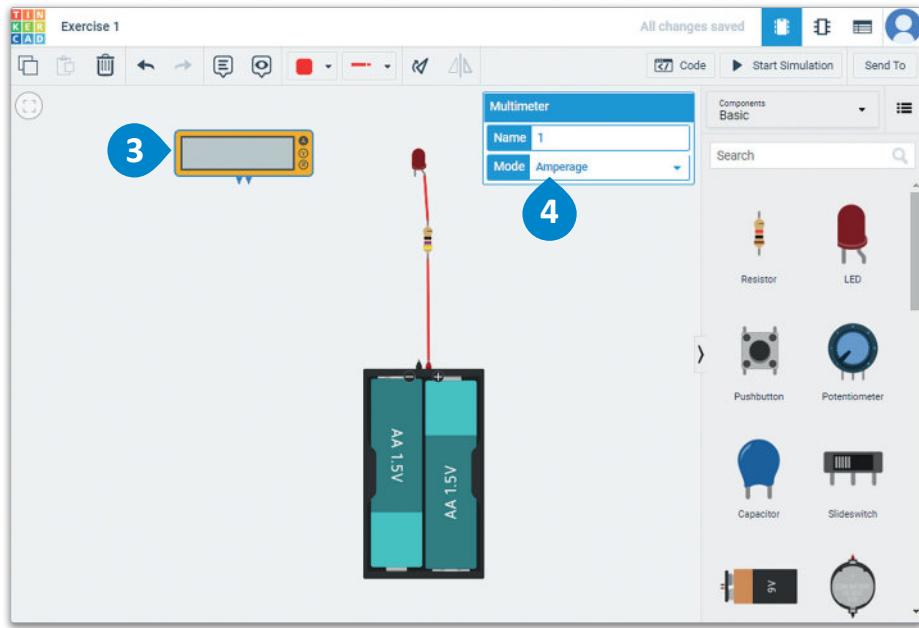 TIN
KER
CAD
Exercise 1
All changes saved
Code
Start Simulation
Send To
3
Multimeter
Name 1
Mode Amperage
4
A
V
R
Components
Basic
Search
Resistor
LED
Pushbutton
Potentiometer
Capacitor
Slideswitch
9V
AA 1.5V
AA 1.5V